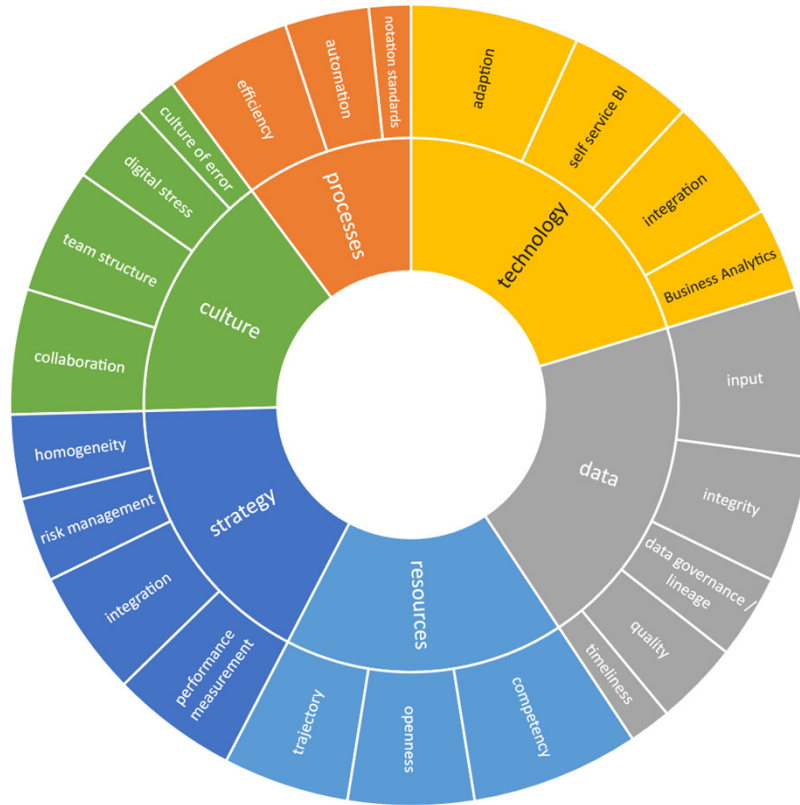 technology
adaption
self service BI
integration
Business Analytics
data
input
integrity
data governance /
lineage
quality
timeliness
resources
competency
openness
trajectory
strategy
performance
measurement
integration
risk management
homogeneity
culture
collaboration
team structure
digital stress
culture of error
processes
efficiency
automation
notation standards